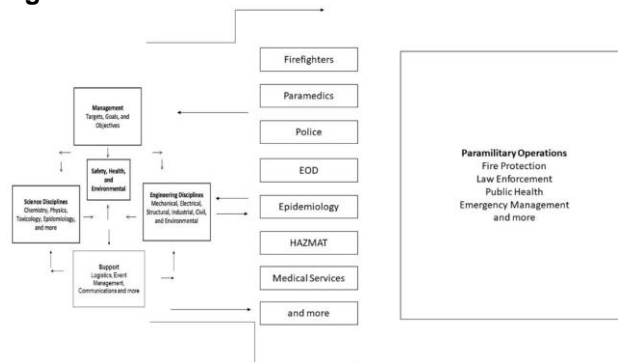 Management
Targets, Goals, and
Objectives
Safety, Health,
and
Environmental
Science Disciplines
Chemistry, Physics,
Toxicology, Epidemiology,
and more
Engineering Disciplines
Mechanical, Electrical,
Structural, Industrial, Civil,
and Environmental
Support
Logistics, Event
Management,
Communications and more
Firefighters
Paramedics
Police
EOD
Epidemiology
HAZMAT
Medical Services
and more
Paramilitary Operations
Fire Protection
Law Enforcement
Public Health
Emergency Management
and more